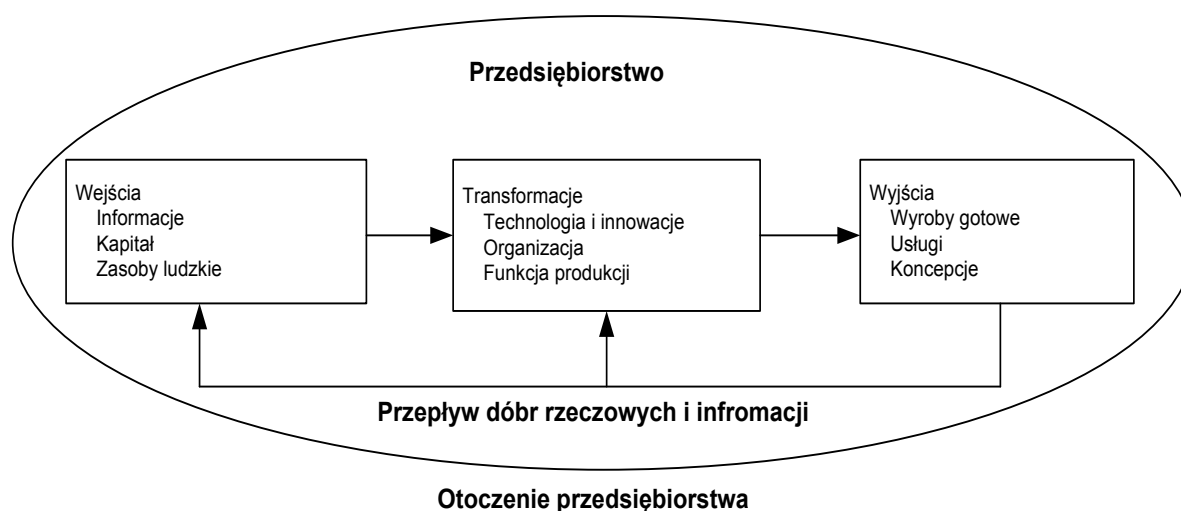 Przedsiębiorstwo
Wejścia
Informacje
Kapitał
Zasoby ludzkie
Transformacje
Technologia i innowacje
Organizacja
Funkcja produkcji
Wyjścia
Wyroby gotowe
Usługi
Koncepcje
Przepływ dóbr rzeczowych i infromacji
Otoczenie przedsiębiorstwa